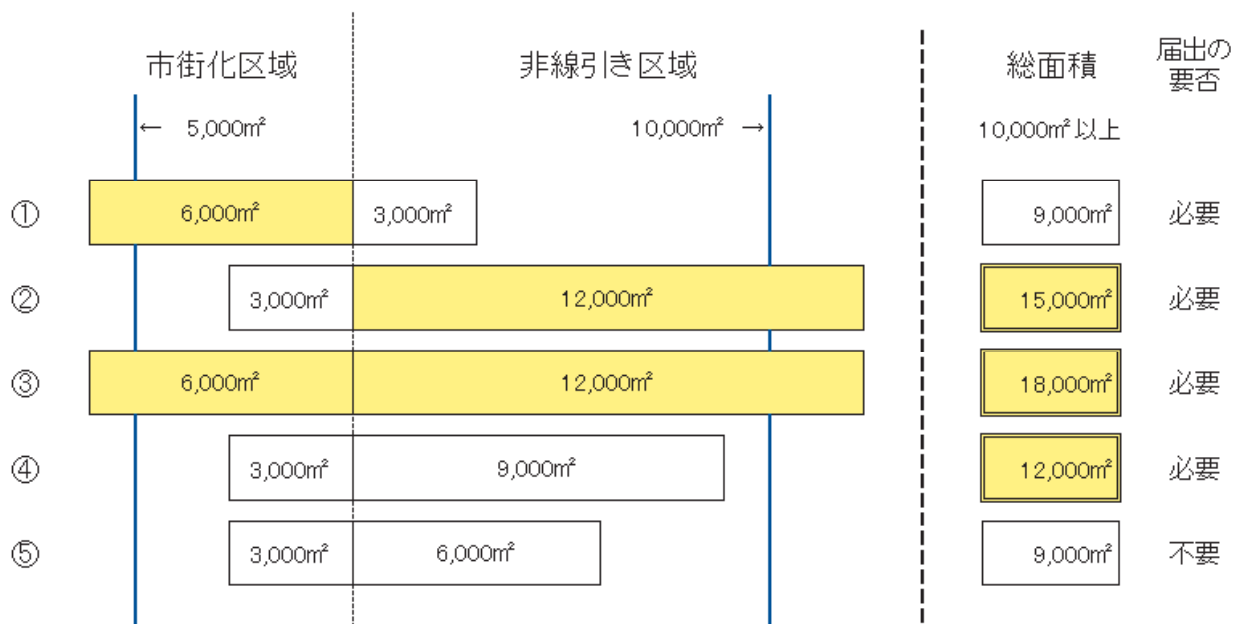 市街化区域 非線引き区域 総面積 届出の
要否
← 5,000㎡ 10,000㎡ → 10,000㎡以上
① 6,000㎡ 3,000㎡ 9,000㎡ 必要
② 3,000㎡ 12,000㎡ 15,000㎡ 必要
③ 6,000㎡ 12,000㎡ 18,000㎡ 必要
④ 3,000㎡ 9,000㎡ 12,000㎡ 必要
⑤ 3,000㎡ 6,000㎡ 9,000㎡ 不要